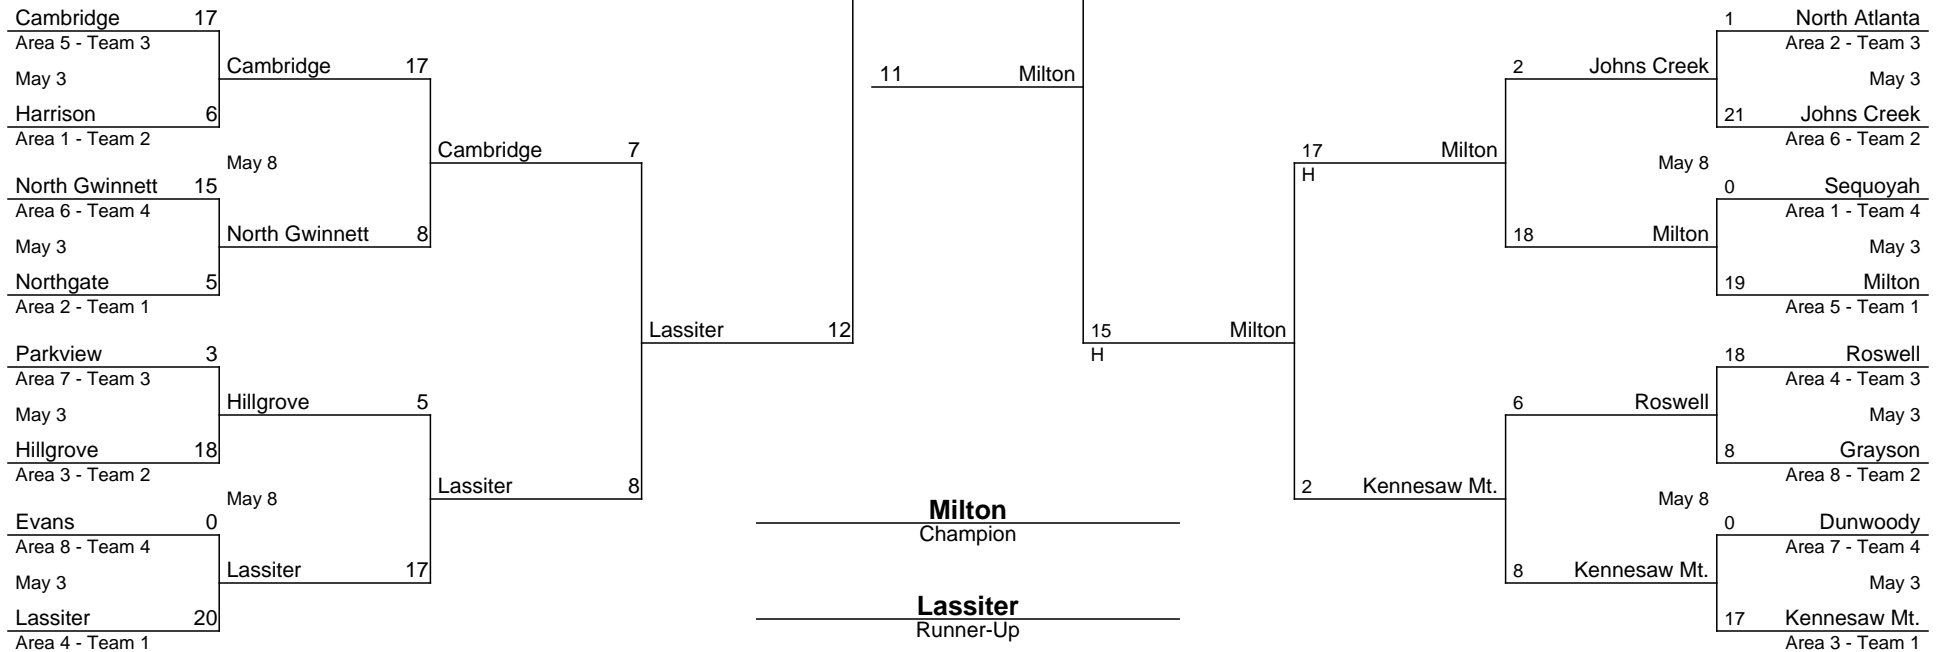 Cambridge 17
Area 5 - Team 3
May 3
Harrison 6
Area 1 - Team 2
North Gwinnett 15
Area 6 - Team 4
May 3
Northgate 5
Area 2 - Team 1
Parkview 3
Area 7 - Team 3
May 3
Hillgrove 18
Area 3 - Team 2
Evans 0
Area 8 - Team 4
May 3
Lassiter 20
Area 4 - Team 1
Cambridge 17
May 8
North Gwinnett 8
Hillgrove 5
May 8
Lassiter 17
Cambridge 7
Lassiter 8
Lassiter 12
11 Milton
Milton
Champion
Lassiter
Runner-Up
15 Milton
H
17 Milton
H
2 Kennesaw Mt.
2 Johns Creek
May 8
18 Milton
6 Roswell
May 8
8 Kennesaw Mt.
1 North Atlanta
Area 2 - Team 3
May 3
21 Johns Creek
Area 6 - Team 2
0 Sequoyah
Area 1 - Team 4
May 3
19 Milton
Area 5 - Team 1
18 Roswell
Area 4 - Team 3
May 3
8 Grayson
Area 8 - Team 2
0 Dunwoody
Area 7 - Team 4
May 3
17 Kennesaw Mt.
Area 3 - Team 1